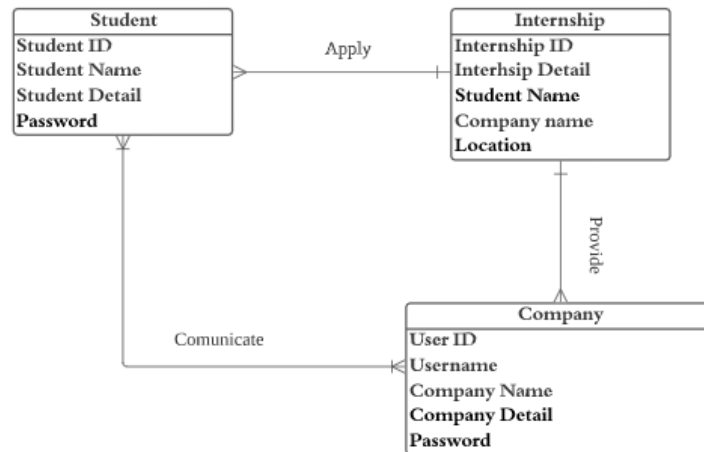 Student
Student ID
Student Name
Student Detail
Password
Apply
Internship
Internship ID
Interhsip Detail
Student Name
Company name
Location
Provide
Comunicate
Company
User ID
Username
Company Name
Company Detail
Password